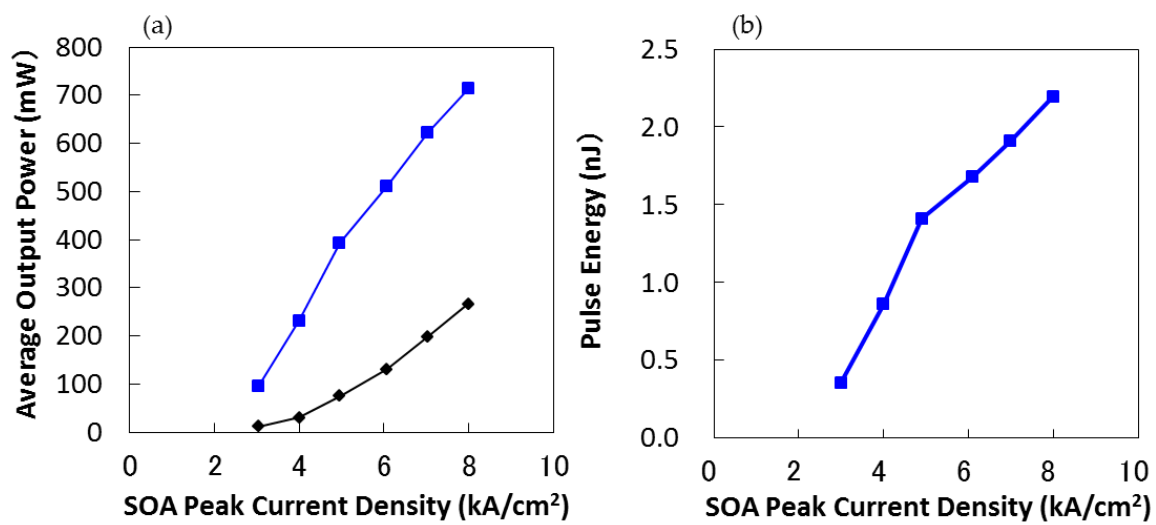 (a)
Average Output Power (mW)
800
700
600
500
400
300
200
100
0
0 2 4 6 8 10
SOA Peak Current Density (kA/cm²)
(b)
Pulse Energy (nJ)
2.5
2.0
1.5
1.0
0.5
0.0
0 2 4 6 8 10
SOA Peak Current Density (kA/cm²)